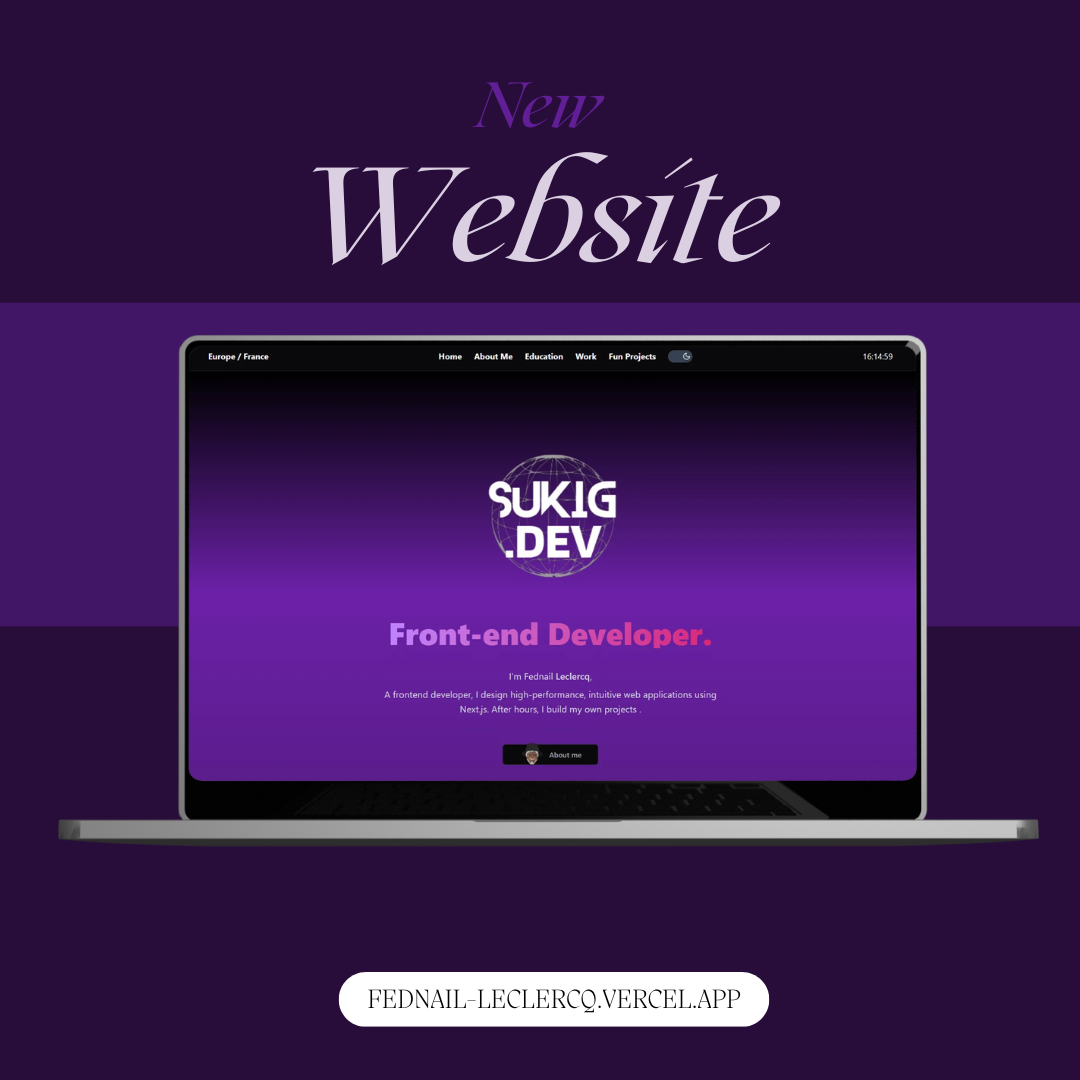 New
Website
Europe / France
Home About Me Education Work Fun Projects
16:14:59
SUKIG
.DEV
Front-end Developer.
I'm Fednail Leclercq,
A frontend developer, I design high-performance, intuitive web applications using
Next.js. After hours, I build my own projects .
About me
FEDNAIL-LECLERCQ.VERCEL.APP